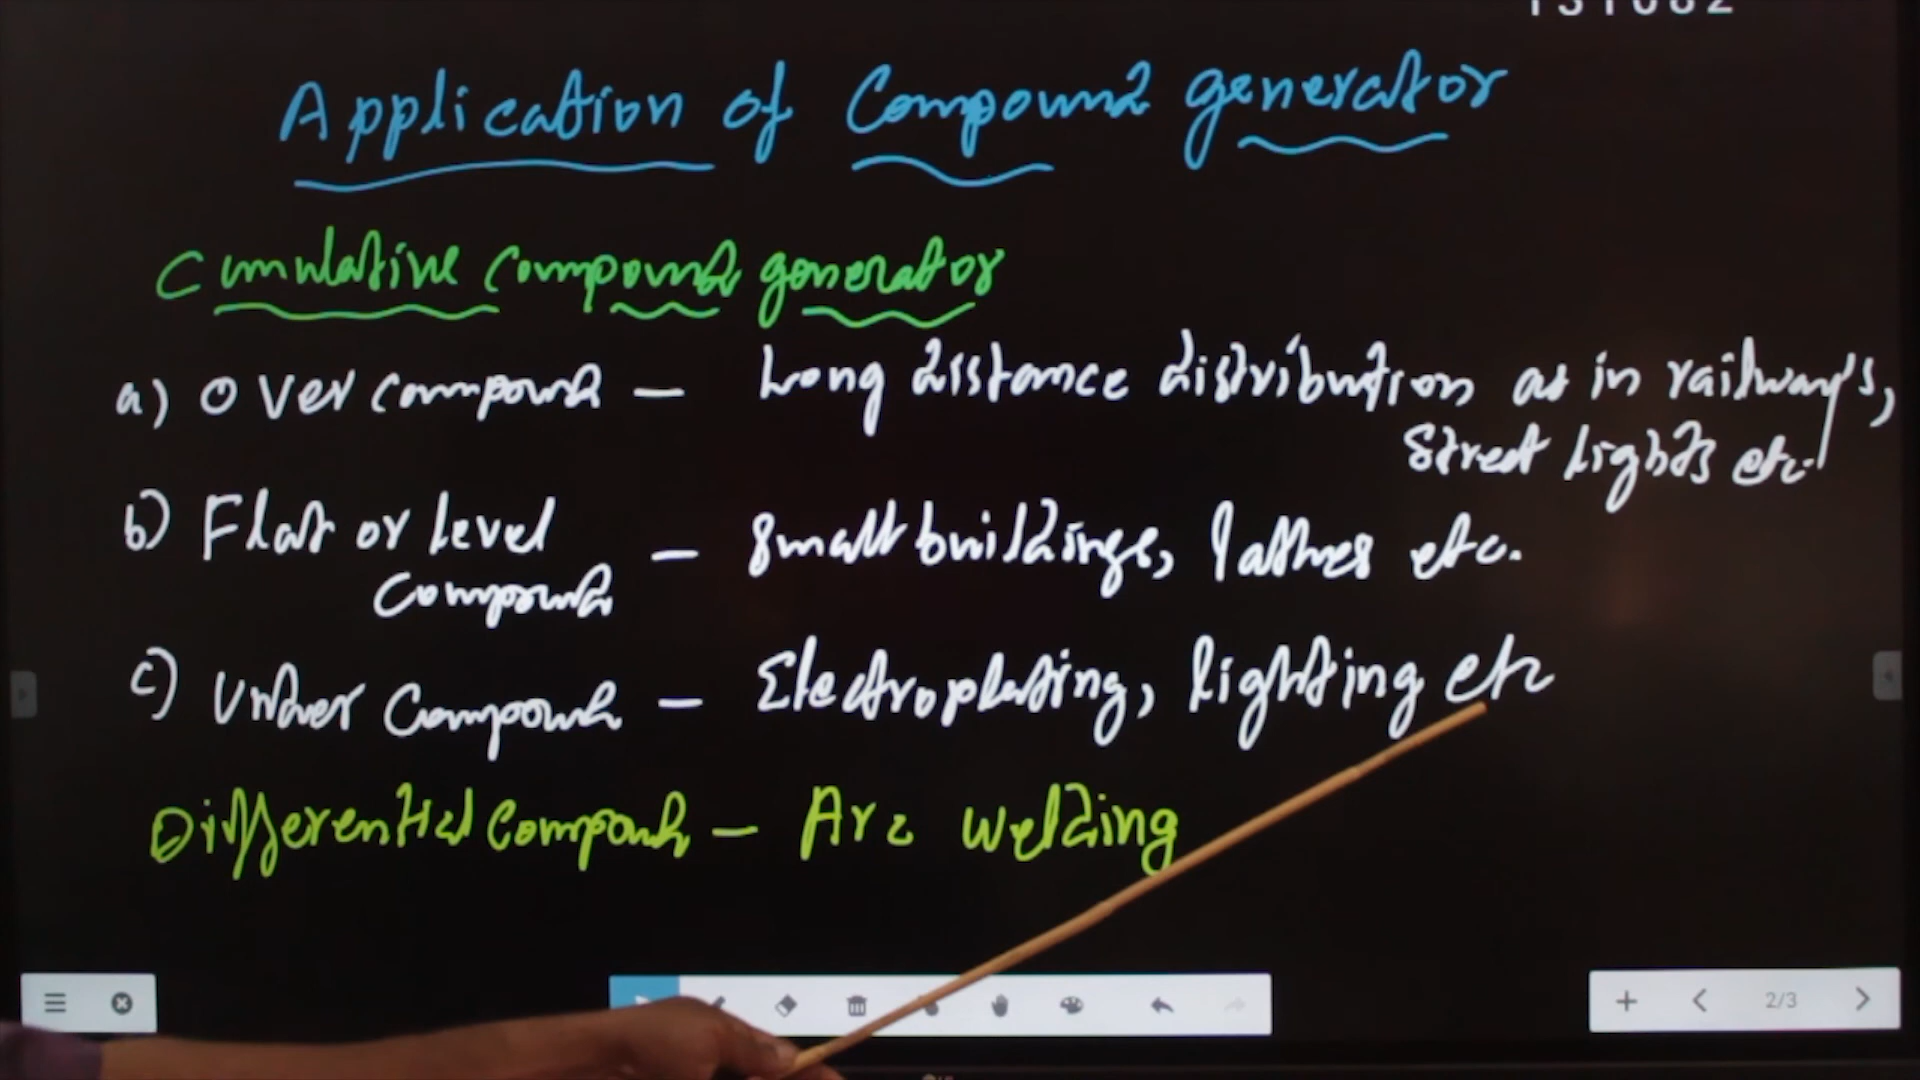 131082
Application of Compound generator
Cumulative compound generator
a) Over compound — Long distance distribution as in railways,
street lights etc.
b) Flat or level — Small buildings, lathes etc.
compound
c) Under Compound — Electroplating, lighting etc
Differential compound — Arc welding
2/3